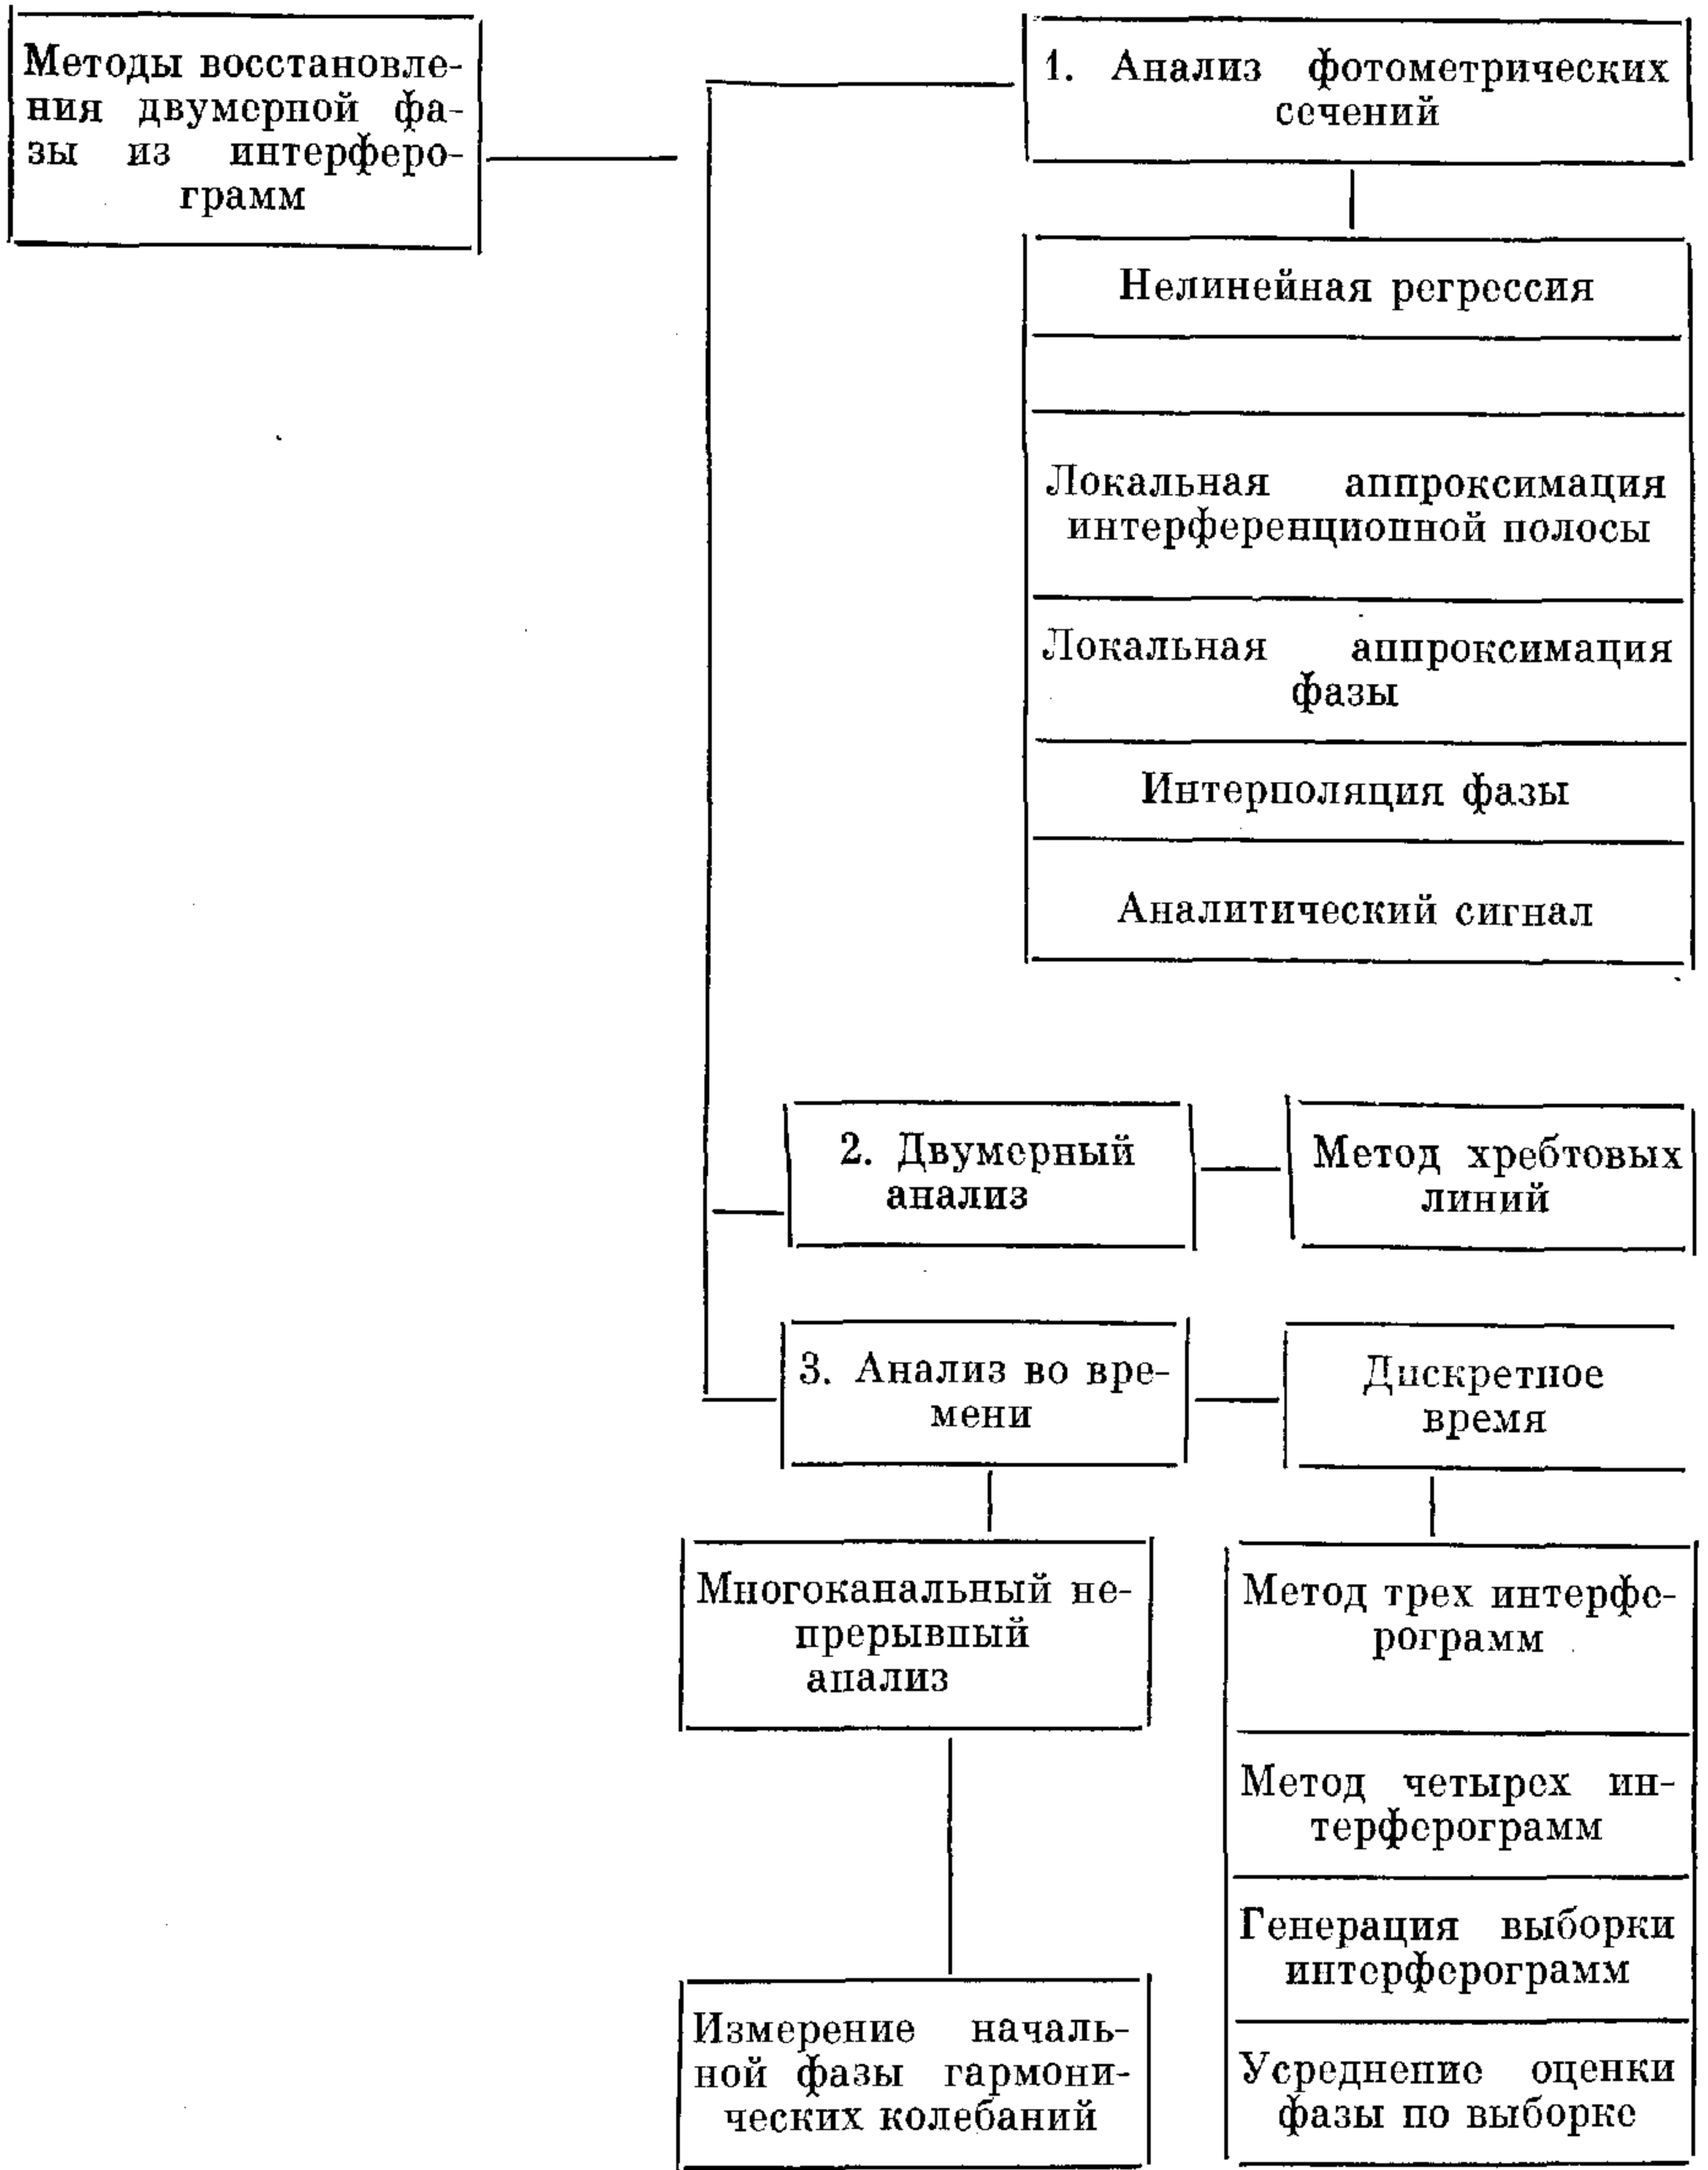 Методы восстановле-
ния двумерной фа-
зы из интерферо-
грамм
1. Анализ фотометрических
сечений
Нелинейная регрессия
Локальная аппроксимация
интерференционной полосы
Локальная аппроксимация
фазы
Интерполяция фазы
Аналитический сигнал
2. Двумерный
анализ
Метод хребтовых
линий
3. Анализ во вре-
мени
Дискретное
время
Многоканальный не-
прерывный
анализ
Метод трех интерфе-
рограмм
Метод четырех ин-
терферограмм
Генерация выборки
интерферограмм
Измерение началь-
ной фазы гармони-
ческих колебаний
Усреднение оценки
фазы по выборке